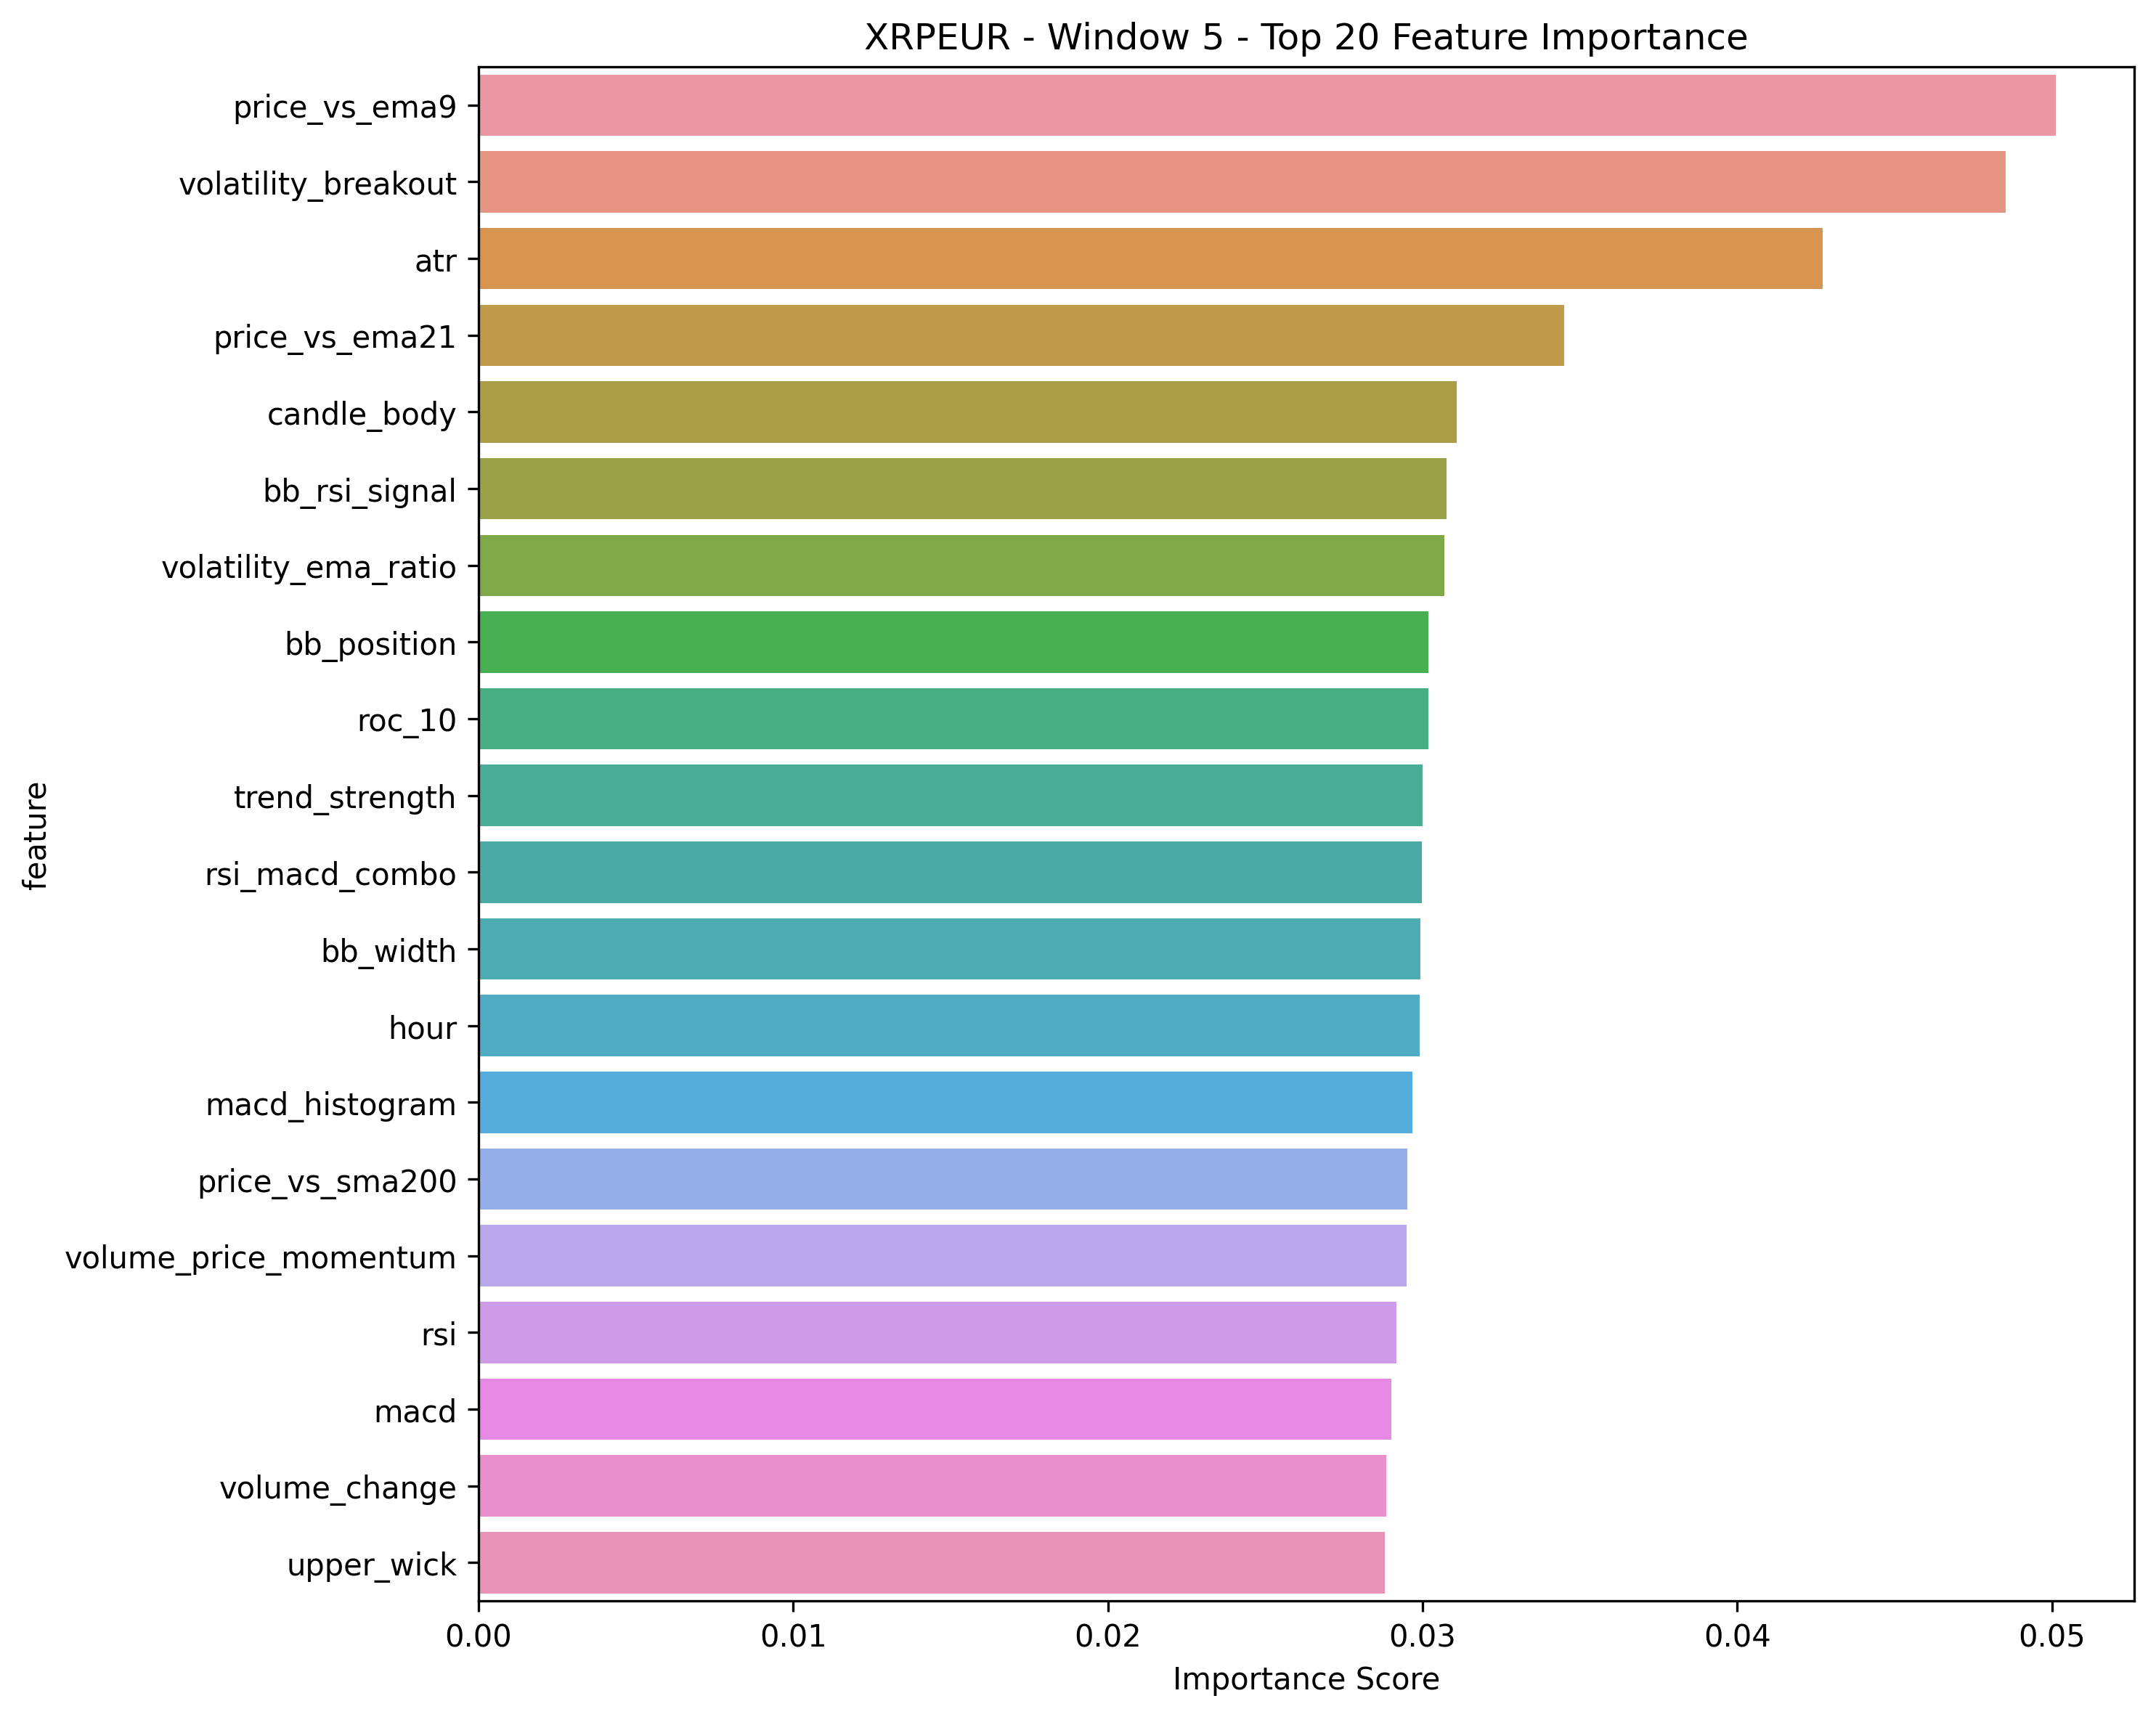 XRPEUR - Window 5 - Top 20 Feature Importance
price_vs_ema9
volatility_breakout
atr
price_vs_ema21
candle_body
bb_rsi_signal
volatility_ema_ratio
bb_position
roc_10
trend_strength
rsi_macd_combo
bb_width
hour
macd_histogram
price_vs_sma200
volume_price_momentum
rsi
macd
volume_change
upper_wick
feature
0.00 0.01 0.02 0.03 0.04 0.05
Importance Score